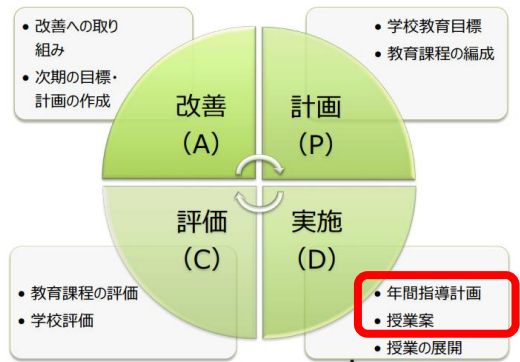 • 改善への取り
組み
• 次期の目標・
計画の作成
• 学校教育目標
• 教育課程の編成
改善
（A）
計画
（P）
評価
（C）
実施
（D）
• 教育課程の評価
• 学校評価
• 年間指導計画
• 授業案
• 授業の展開